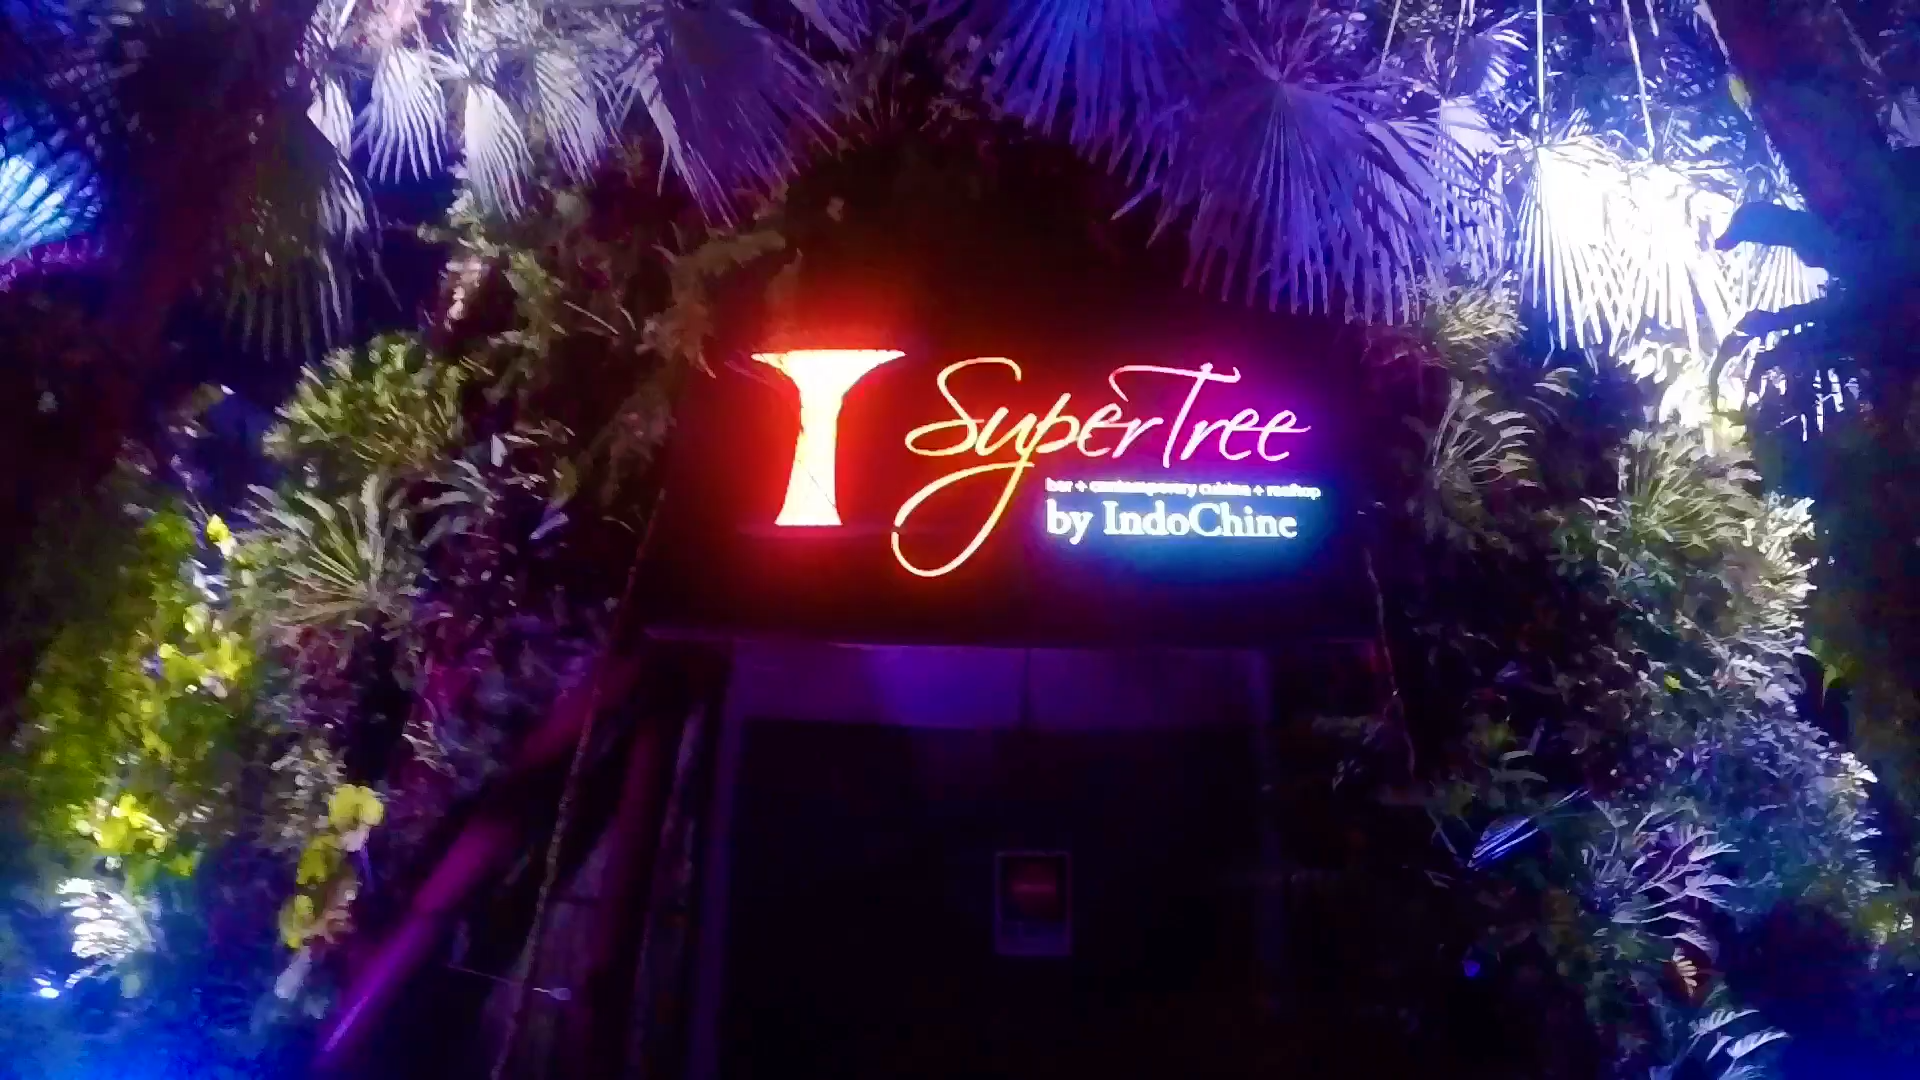 SuperTree
bar + contemporary cuisine + rooftop
by IndoChine